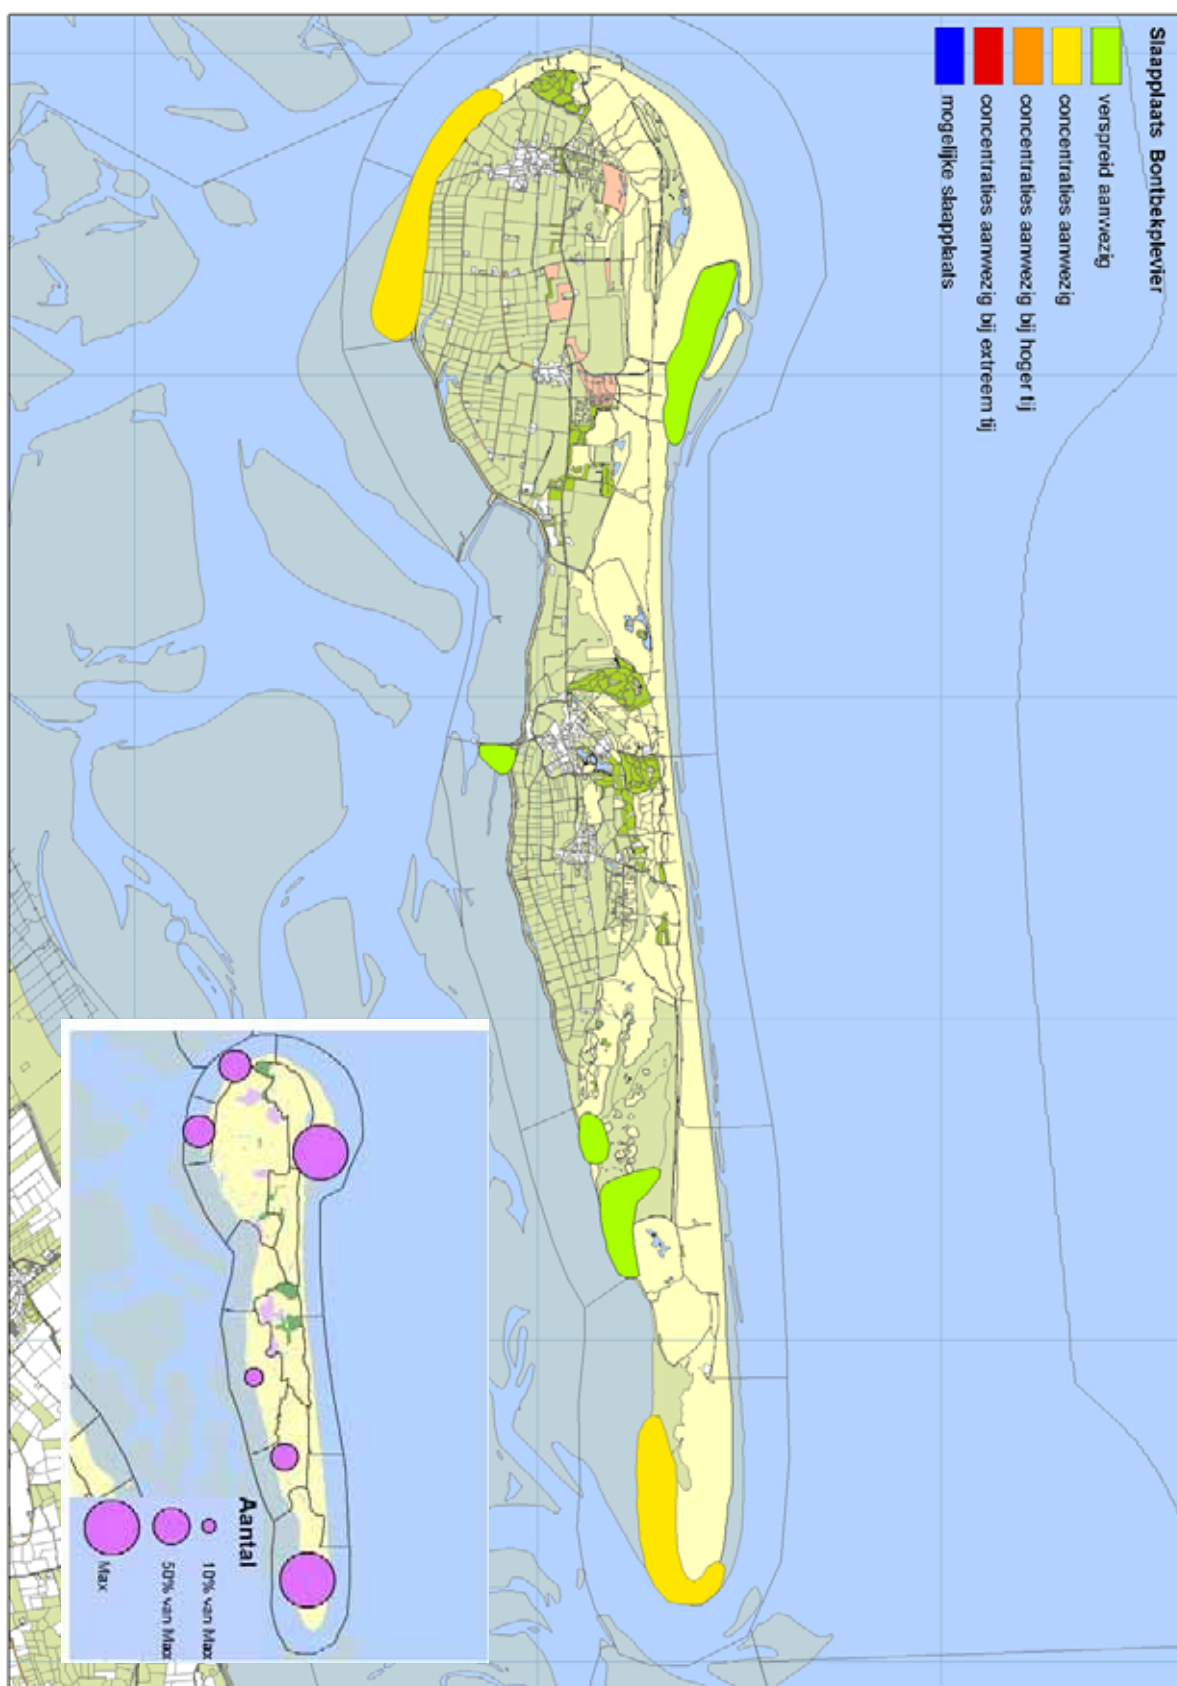 Slaapplaats Bontbekplevier
verspreid aanwezig
concentraties aanwezig
concentraties aanwezig bij hoger tij
concentraties aanwezig bij extreem tij
mogelijke slaapplaats
Aantal
10% van Max
50% van Max
Max